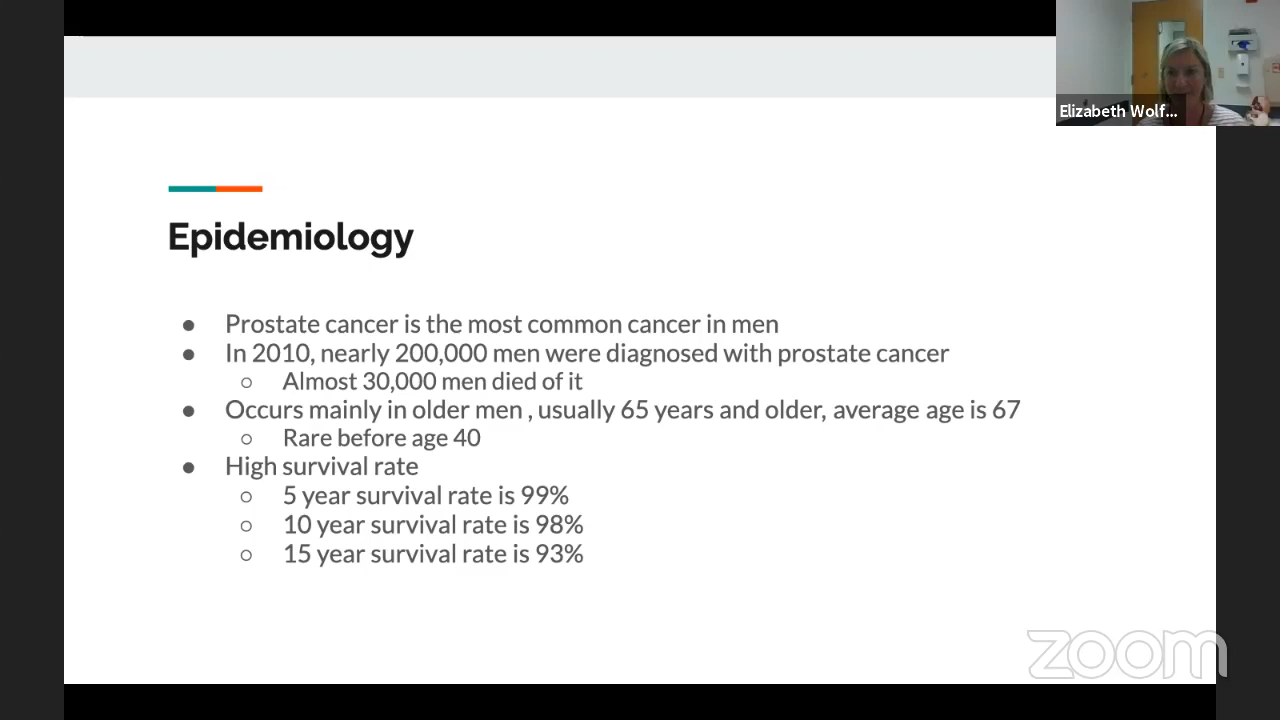 Elizabeth Wolf...
Epidemiology
● Prostate cancer is the most common cancer in men
● In 2010, nearly 200,000 men were diagnosed with prostate cancer
○ Almost 30,000 men died of it
● Occurs mainly in older men , usually 65 years and older, average age is 67
○ Rare before age 40
● High survival rate
○ 5 year survival rate is 99%
○ 10 year survival rate is 98%
○ 15 year survival rate is 93%
zoom